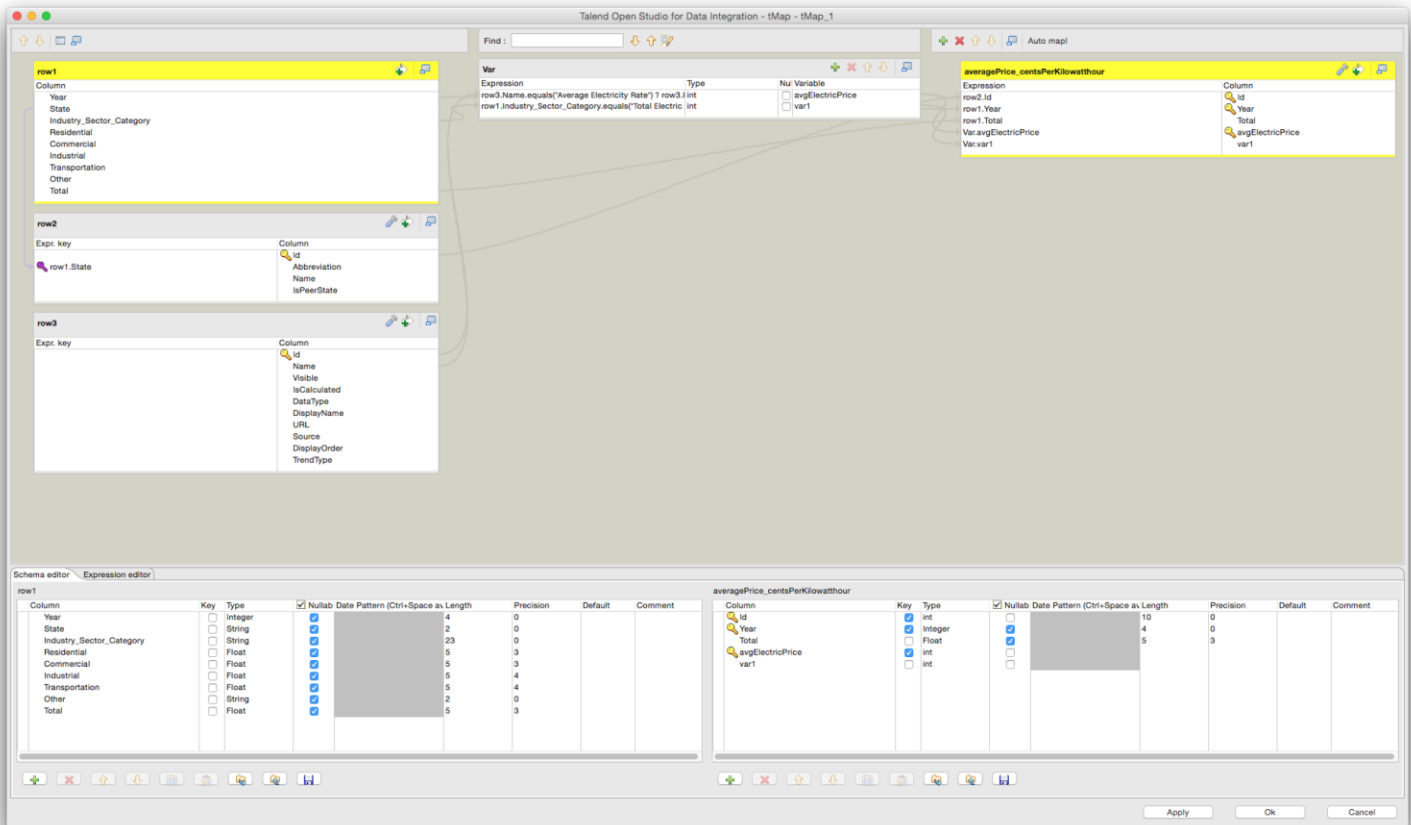 Talend Open Studio for Data Integration - tMap - tMap_1
Find :
Auto map!
row1
Column
Year
State
Industry_Sector_Category
Residential
Commercial
Industrial
Transportation
Other
Total
row2
Expr. key Column
Id
row1.State Abbreviation
Name
IsPeerState
row3
Expr. key Column
Id
Name
Visible
IsCalculated
DataType
DisplayName
URL
Source
DisplayOrder
TrendType
Var
Expression Type Nul Variable
row3.Name.equals("Average Electricity Rate") ? row3.I int avgElectricPrice
row1.Industry_Sector_Category.equals("Total Electric int var1
averagePrice_centsPerKilowatthour
Expression Column
row2.Id Id
row1.Year Year
row1.Total Total
Var.avgElectricPrice avgElectricPrice
Var.var1 var1
Schema editor Expression editor
row1
Column Key Type Nullab Date Pattern (Ctrl+Space av Length Precision Default Comment
Year Integer 4 0
State String 2 0
Industry_Sector_Category String 23 0
Residential Float 5 3
Commercial Float 5 3
Industrial Float 5 4
Transportation Float 5 4
Other String 2 0
Total Float 5 3
averagePrice_centsPerKilowatthour
Column Key Type Nullab Date Pattern (Ctrl+Space av Length Precision Default Comment
Id int 10 0
Year Integer 4 0
Total Float 5 3
avgElectricPrice int
var1 int
Apply Ok Cancel